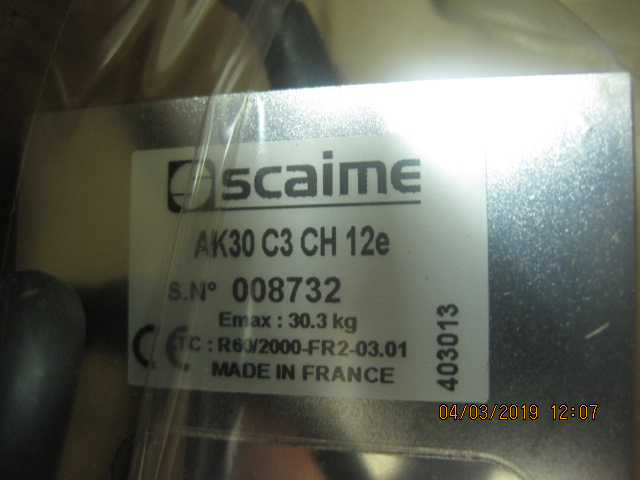 scaime
AK30 C3 CH 12e
S.N° 008732
Emax : 30.3 kg
CE TC : R60/2000-FR2-03.01
MADE IN FRANCE
403013
04/03/2019 12:07